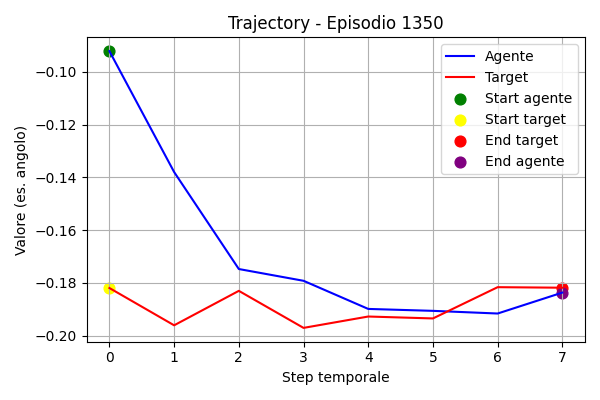 Trajectory - Episodio 1350
Agente
Target
Start agente
Start target
End target
End agente
Valore (es. angolo)
−0.10
−0.12
−0.14
−0.16
−0.18
−0.20
0 1 2 3 4 5 6 7
Step temporale